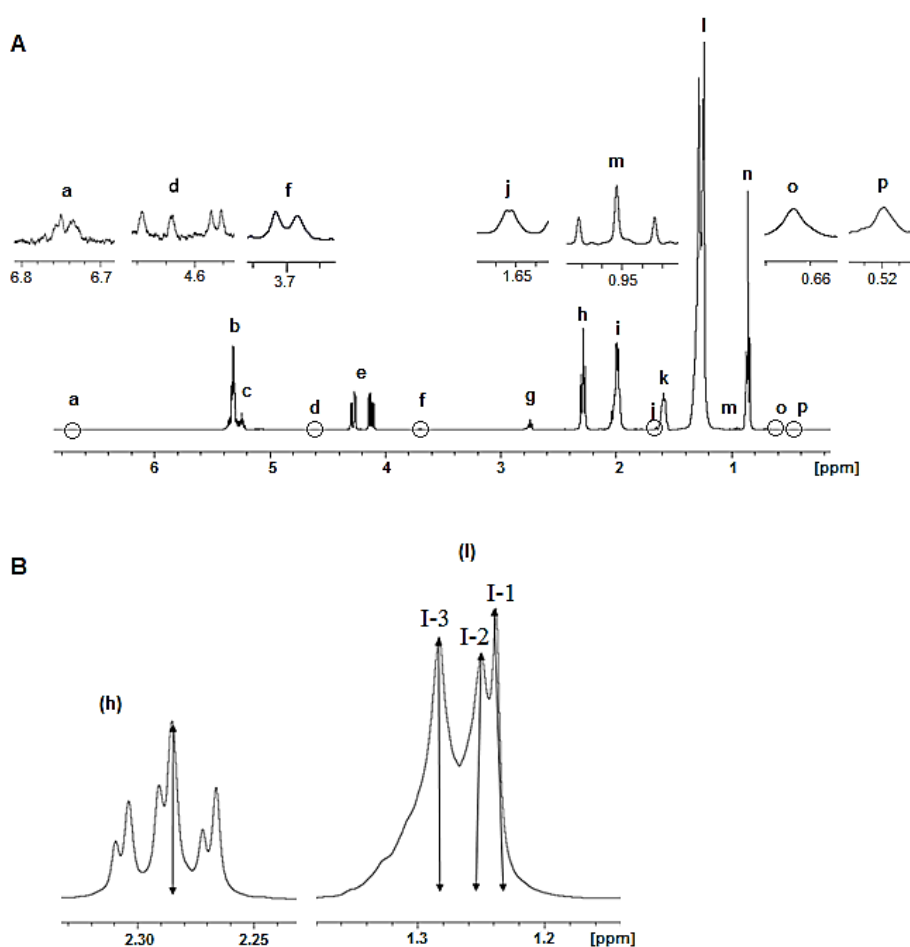 A
l
a d f j m o p
n
6.8 6.7 4.6 3.7 1.65 0.95 0.66 0.52
b h i
c e k
a d f g j m o p
6 5 4 3 2 1 [ppm]
B
(l)
I-1
I-3
I-2
(h)
2.30 2.25 1.3 1.2 [ppm]